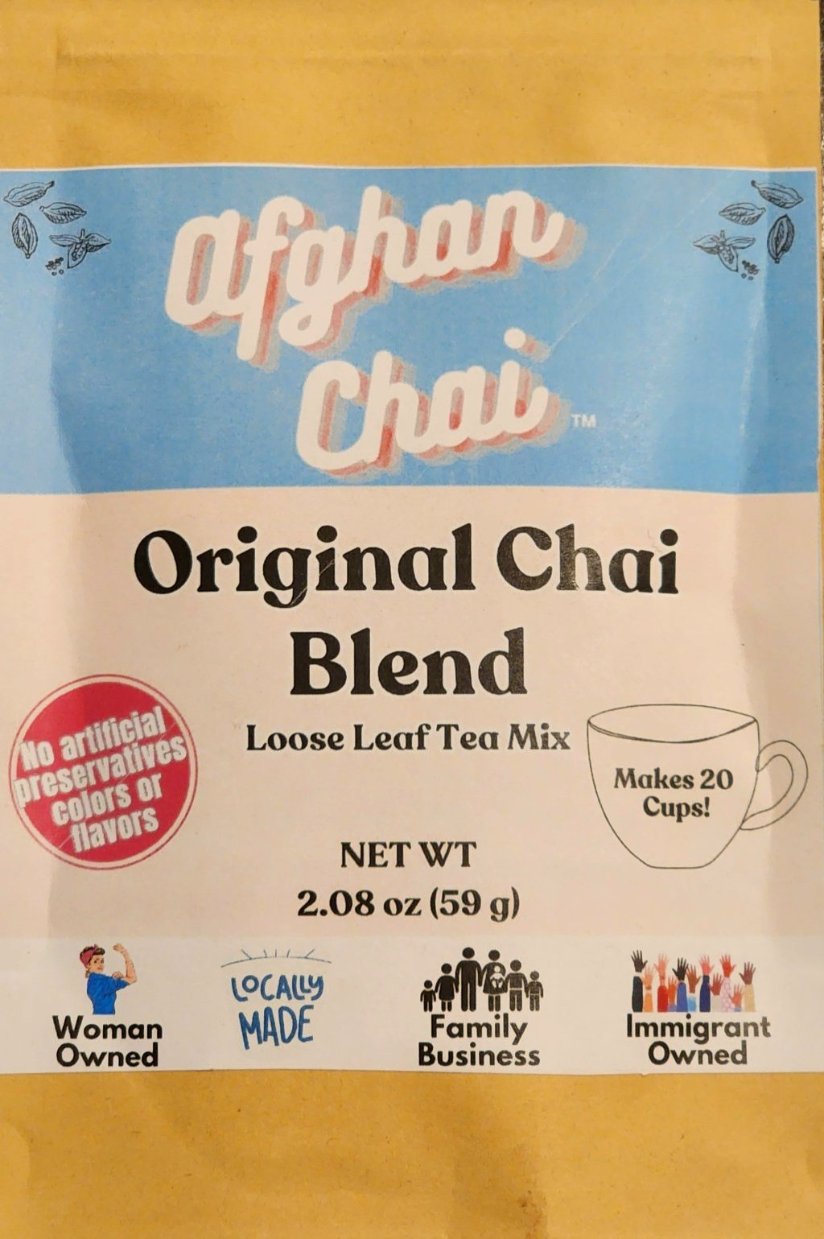 Afghan
Chai
™
Original Chai
Blend
Loose Leaf Tea Mix
No artificial
preservatives
colors or
flavors
Makes 20
Cups!
NET WT
2.08 oz (59 g)
Woman
Owned
LOCALLY
MADE
Family
Business
Immigrant
Owned